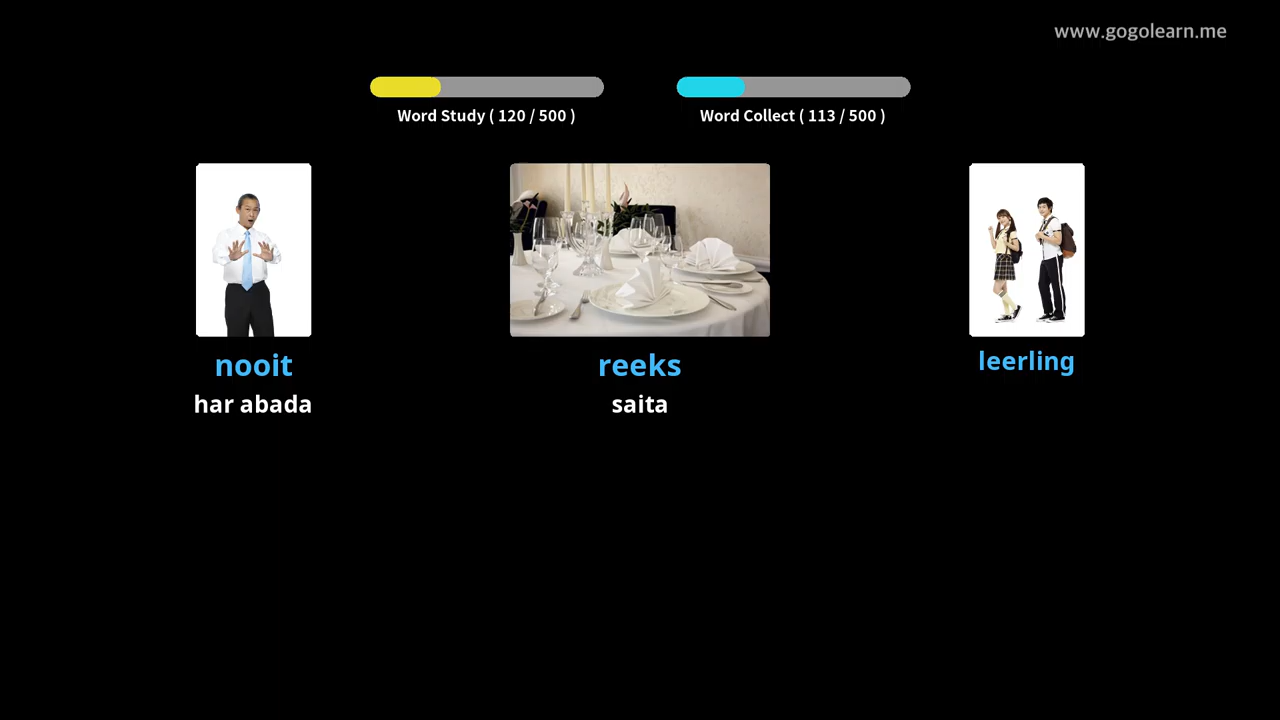 www.gogolearn.me
Word Study ( 120 / 500 )
Word Collect ( 113 / 500 )
nooit
har abada
reeks
saita
leerling